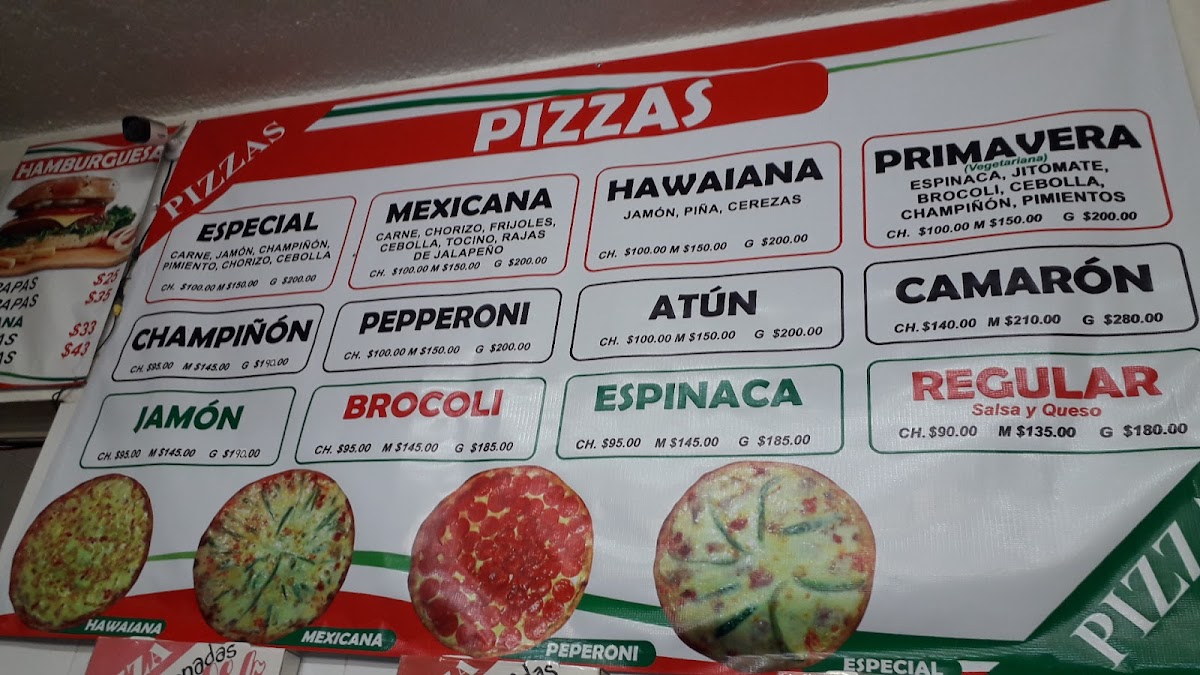 HAMBURGUESA
PAPAS $25
PAPAS $35
ANA $33
AS $43
PIZZAS
PIZZAS
ESPECIAL
CARNE, JAMÓN, CHAMPIÑÓN,
PIMIENTO, CHORIZO, CEBOLLA
CH. $100.00 M $150.00 G $200.00
MEXICANA
CARNE, CHORIZO, FRIJOLES,
CEBOLLA, TOCINO, RAJAS
DE JALAPEÑO
CH. $100.00 M $150.00 G $200.00
HAWAIANA
JAMÓN, PIÑA, CEREZAS
CH. $100.00 M $150.00 G $200.00
PRIMAVERA
(Vegetariana)
ESPINACA, JITOMATE,
BROCOLI, CEBOLLA,
CHAMPIÑÓN, PIMIENTOS
CH. $100.00 M $150.00 G $200.00
CHAMPIÑÓN
CH. $95.00 M $145.00 G $190.00
PEPPERONI
CH. $100.00 M $150.00 G $200.00
ATÚN
CH. $100.00 M $150.00 G $200.00
CAMARÓN
CH. $140.00 M $210.00 G $280.00
JAMÓN
CH. $95.00 M $145.00 G $190.00
BROCOLI
CH. $95.00 M $145.00 G $185.00
ESPINACA
CH. $95.00 M $145.00 G $185.00
REGULAR
Salsa y Queso
CH. $90.00 M $135.00 G $180.00
HAWAIANA
MEXICANA
PEPERONI
ESPECIAL
PIZZ